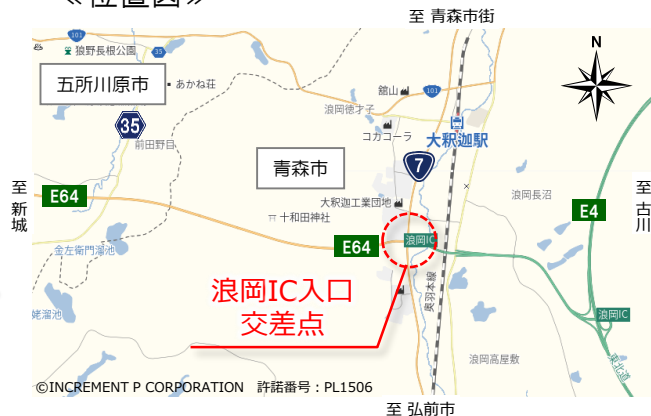 ≪位置図≫
至 青森市街
101
狼野長根公園
35
N
五所川原市
あかね荘
舘山
101
浪岡徳才子
35
コカコーラ
大釈迦駅
前田野目
青森市
7
至 新城
E64
大釈迦工業団地
浪岡長沼
E4
至 古川
十和田神社
E64
浪岡IC
金左衛門溜池
浪岡IC入口
交差点
奥羽本線
浪岡IC
姥溜池
浪岡高屋敷
東北道
©INCREMENT P CORPORATION 許諾番号:PL1506
至 弘前市